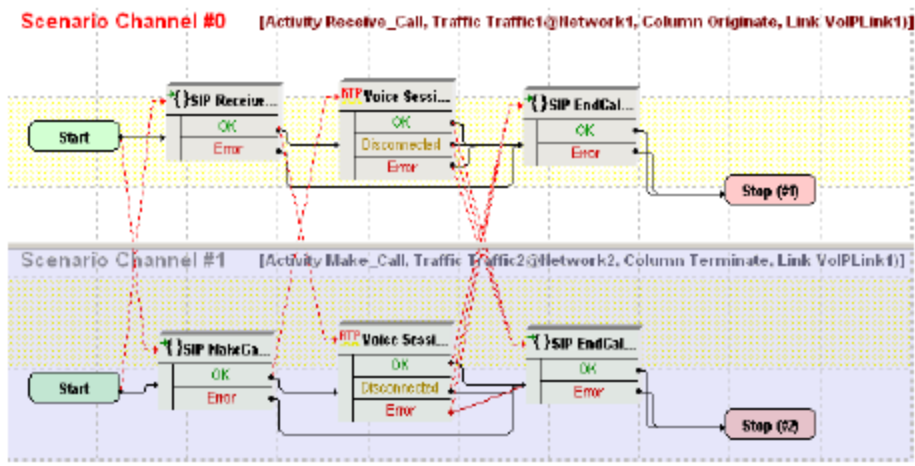 Scenario Channel #0 [Activity Receive_Call, Traffic Traffic1@Network1, Column Originate, Link VoIPLink1)]
{}SIP Receive... RTP Voice Sessi... {}SIP EndCal...
Start OK OK OK
Error Disconnected Error
Error
Stop (#1)
Scenario Channel #1 [Activity Make_Call, Traffic Traffic2@Network2, Column Terminate, Link VoIPLink1)]
{}SIP MakeCa... RTP Voice Sessi... {}SIP EndCal...
Start OK OK OK
Error Disconnected Error
Error
Stop (#2)